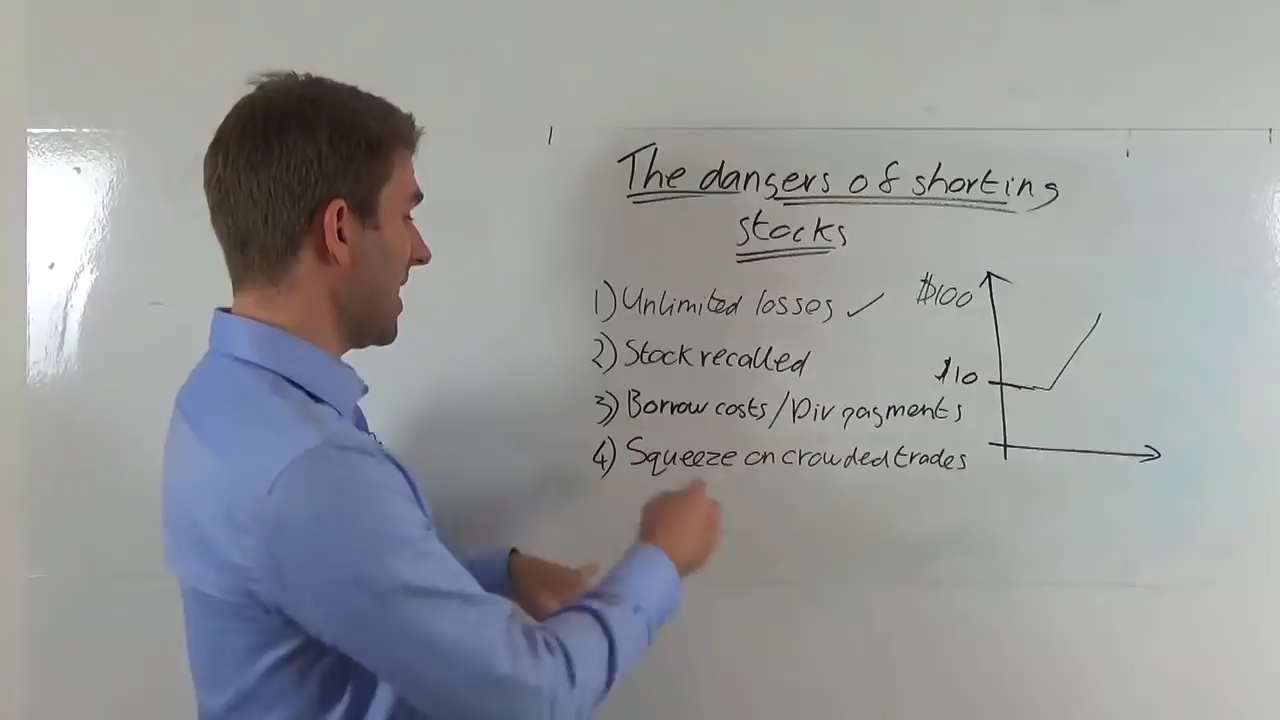 The dangers of shorting
stocks
1) Unlimited losses ✓
2) Stock recalled
3) Borrow costs/Div payments
4) Squeeze on crowded trades
$100
$10